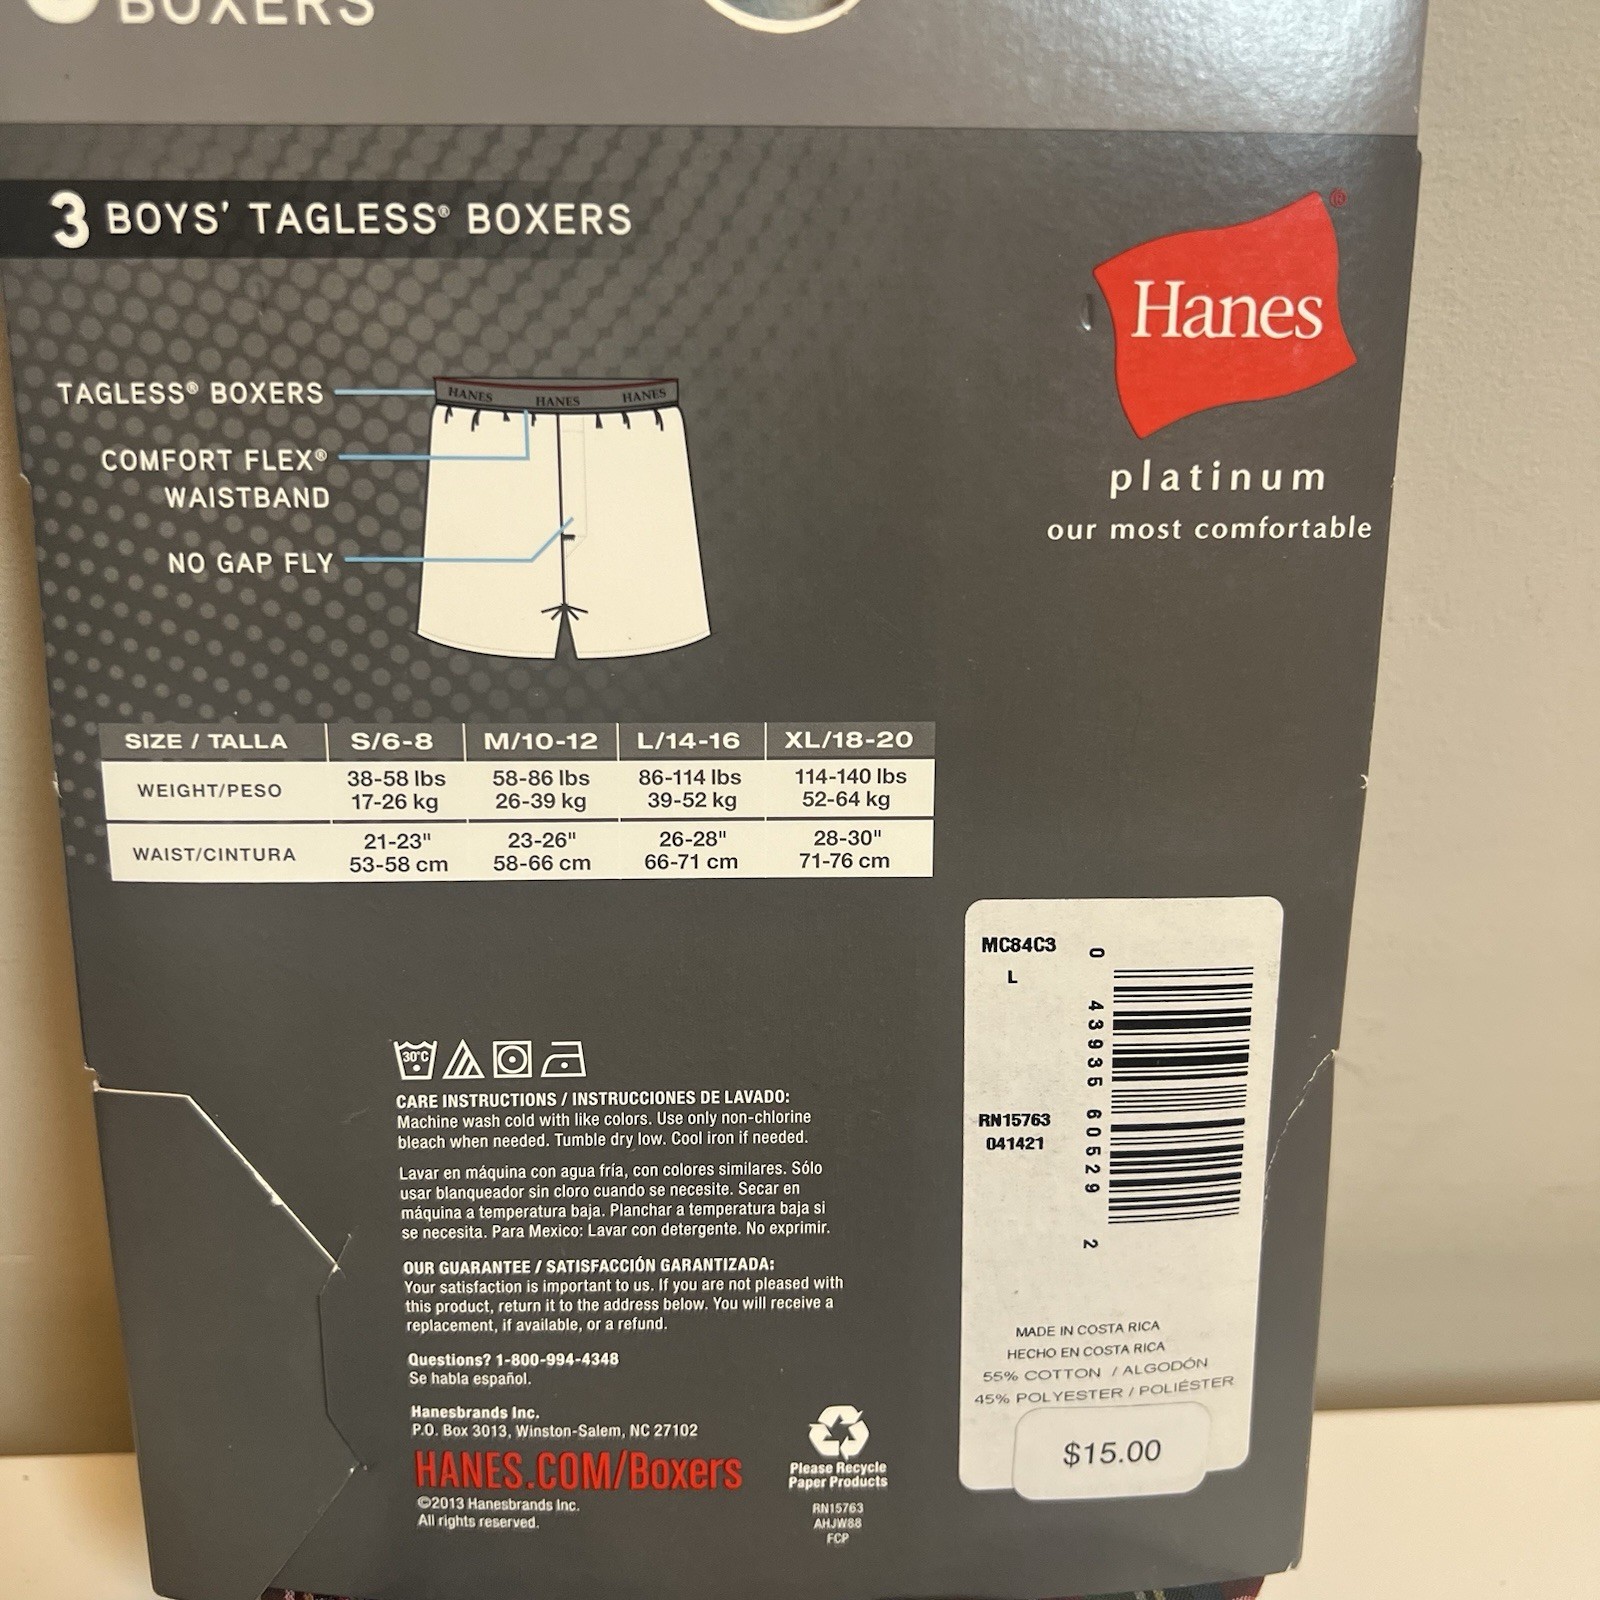 BOXERS
3 BOYS' TAGLESS® BOXERS
Hanes®
platinum
our most comfortable
TAGLESS® BOXERS
COMFORT FLEX®
WAISTBAND
NO GAP FLY
HANES HANES HANES
SIZE / TALLA S/6-8 M/10-12 L/14-16 XL/18-20
WEIGHT/PESO 38-58 lbs 58-86 lbs 86-114 lbs 114-140 lbs
17-26 kg 26-39 kg 39-52 kg 52-64 kg
WAIST/CINTURA 21-23" 23-26" 26-28" 28-30"
53-58 cm 58-66 cm 66-71 cm 71-76 cm
30°C
CARE INSTRUCTIONS / INSTRUCCIONES DE LAVADO:
Machine wash cold with like colors. Use only non-chlorine
bleach when needed. Tumble dry low. Cool iron if needed.
Lavar en máquina con agua fría, con colores similares. Sólo
usar blanqueador sin cloro cuando se necesite. Secar en
máquina a temperatura baja. Planchar a temperatura baja si
se necesita. Para Mexico: Lavar con detergente. No exprimir.
OUR GUARANTEE / SATISFACCIÓN GARANTIZADA:
Your satisfaction is important to us. If you are not pleased with
this product, return it to the address below. You will receive a
replacement, if available, or a refund.
Questions? 1-800-994-4348
Se habla español.
Hanesbrands Inc.
P.O. Box 3013, Winston-Salem, NC 27102
HANES.COM/Boxers
©2013 Hanesbrands Inc.
All rights reserved.
Please Recycle
Paper Products
RN15763
AHJW88
FCP
MC84C3
L
RN15763
041421
0 43935 60529 2
MADE IN COSTA RICA
HECHO EN COSTA RICA
55% COTTON / ALGODÓN
45% POLYESTER / POLIÉSTER
$15.00